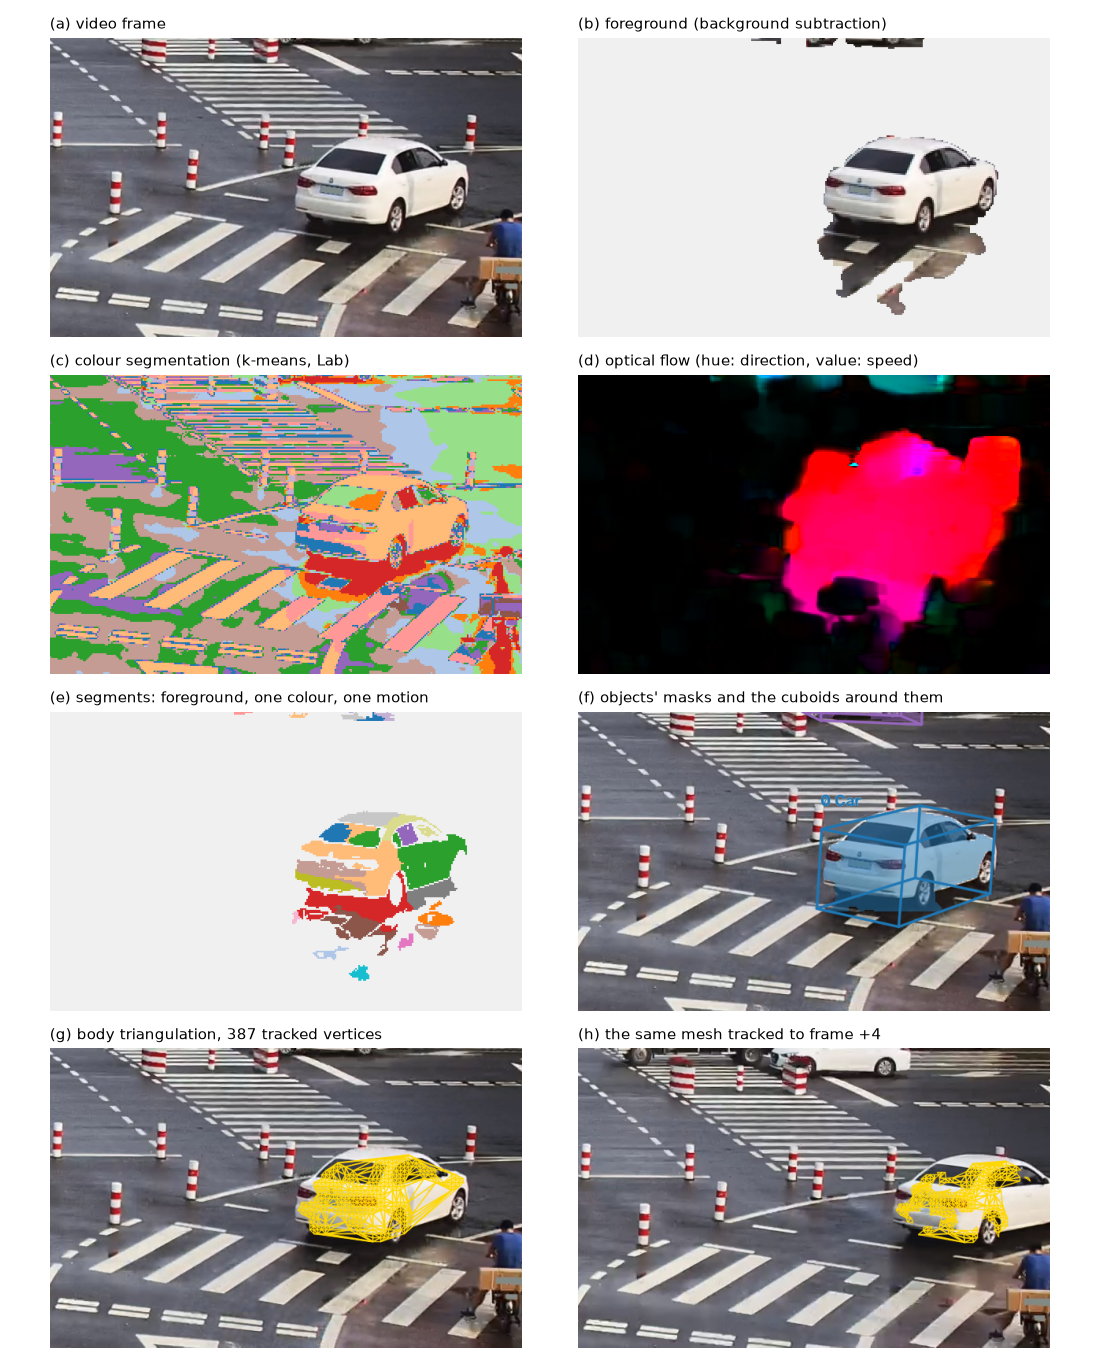 (a) video frame
(b) foreground (background subtraction)
(c) colour segmentation (k-means, Lab)
(d) optical flow (hue: direction, value: speed)
(e) segments: foreground, one colour, one motion
(f) objects' masks and the cuboids around them
0 Car
(g) body triangulation, 387 tracked vertices
(h) the same mesh tracked to frame +4